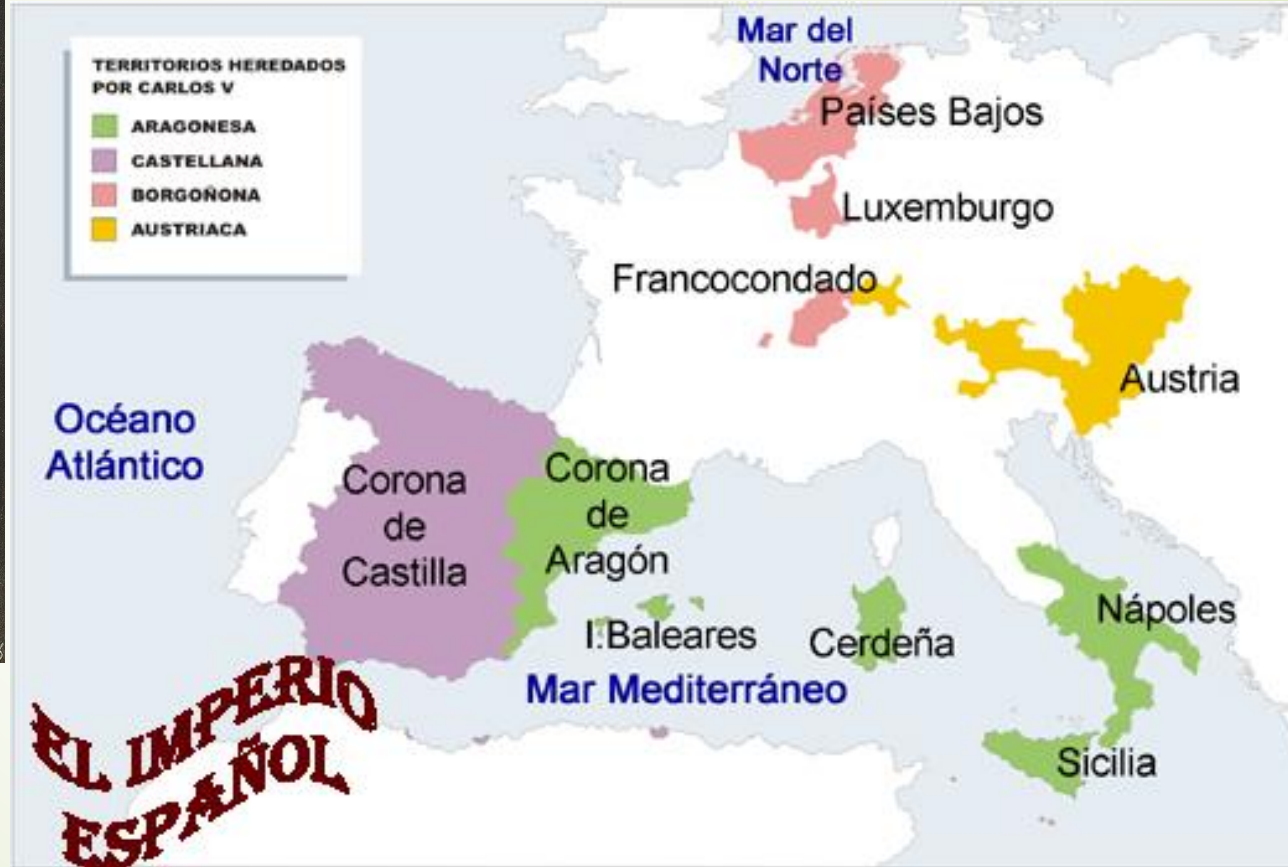 TERRITORIOS HEREDADOS
POR CARLOS V
ARAGONESA
CASTELLANA
BORGOÑONA
AUSTRIACA
Mar del
Norte
Países Bajos
Luxemburgo
Francocondado
Austria
Océano
Atlántico
Corona
de
Castilla
Corona
de
Aragón
I.Baleares
Cerdeña
Nápoles
Mar Mediterráneo
Sicilia
EL IMPERIO
ESPAÑOL